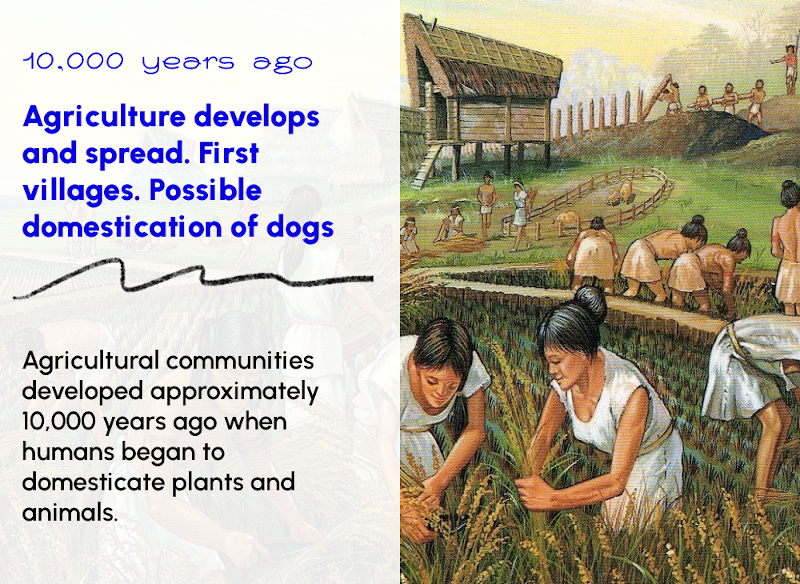 10,000 years ago
Agriculture develops
and spread. First
villages. Possible
domestication of dogs
Agricultural communities
developed approximately
10,000 years ago when
humans began to
domesticate plants and
animals.